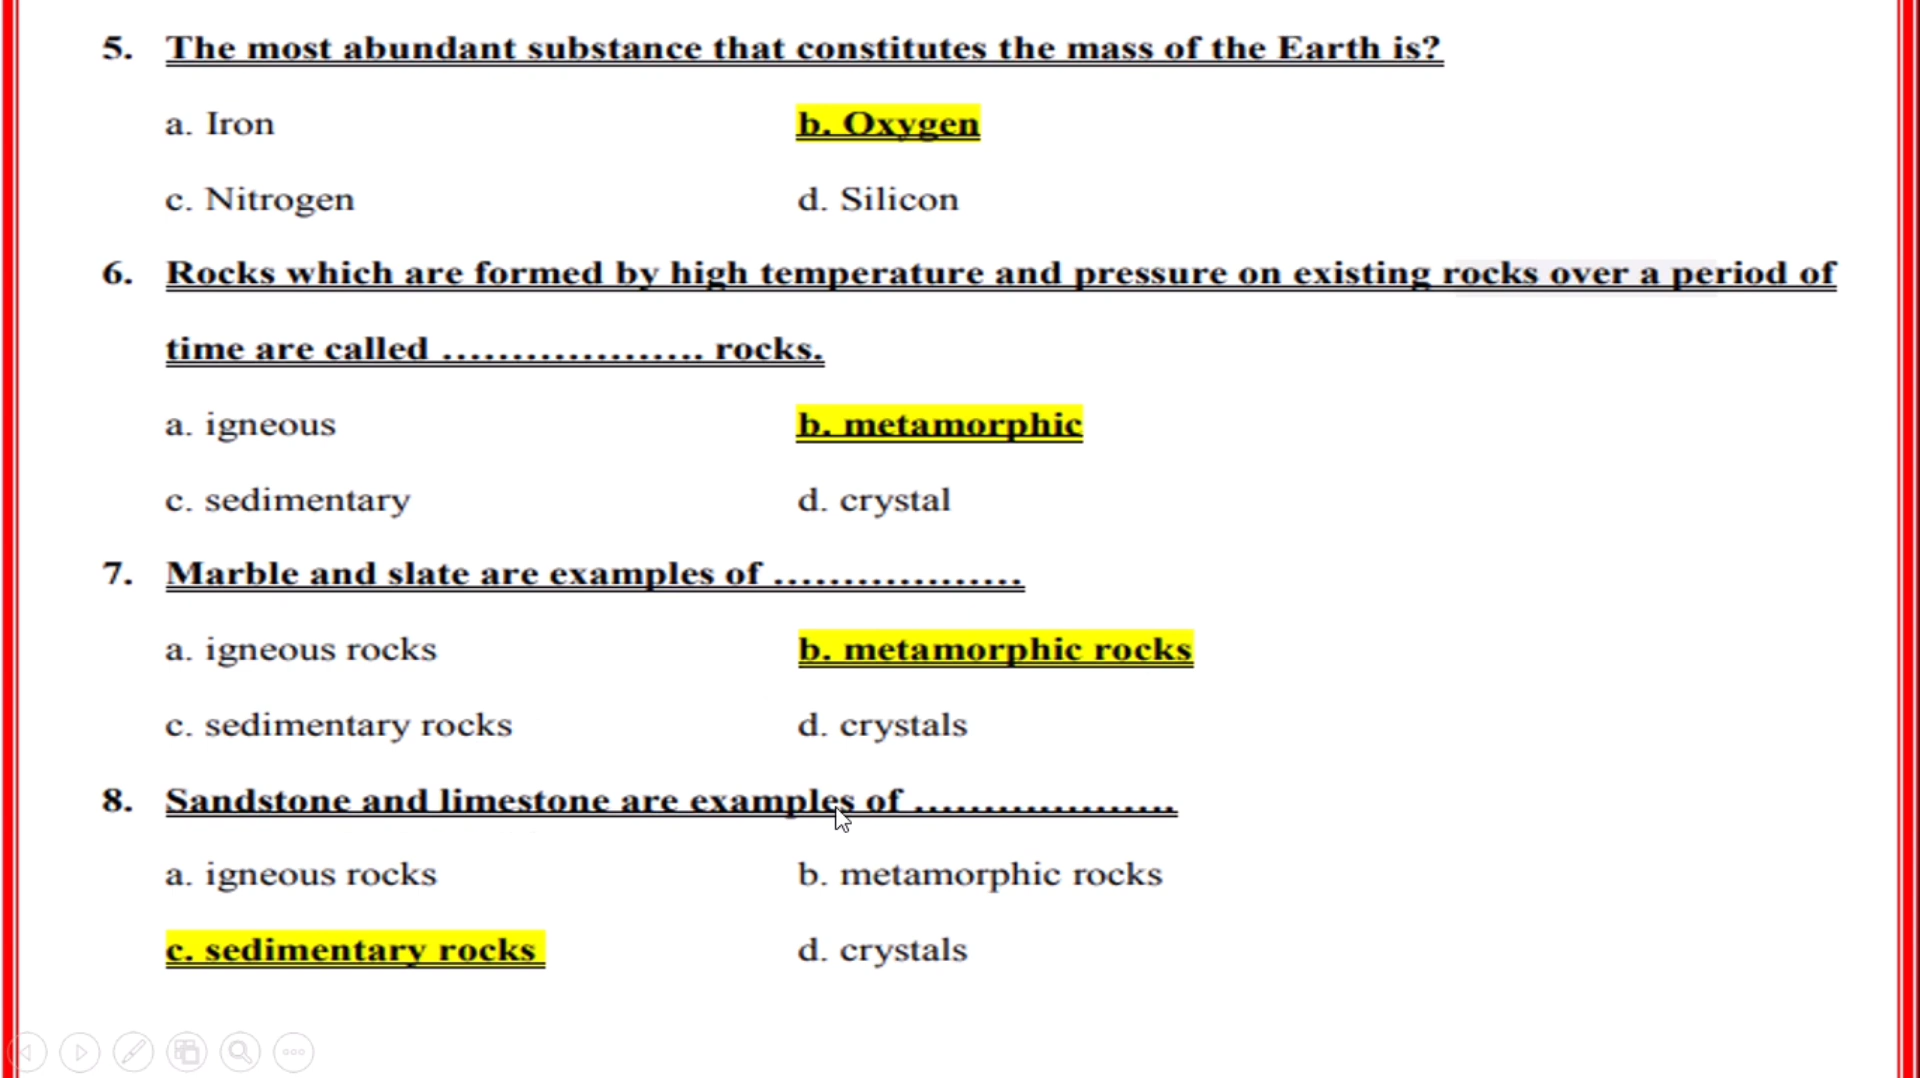 5. The most abundant substance that constitutes the mass of the Earth is?
a. Iron b. Oxygen
c. Nitrogen d. Silicon
6. Rocks which are formed by high temperature and pressure on existing rocks over a period of
time are called ………………. rocks.
a. igneous b. metamorphic
c. sedimentary d. crystal
7. Marble and slate are examples of ………………
a. igneous rocks b. metamorphic rocks
c. sedimentary rocks d. crystals
8. Sandstone and limestone are examples of ……………….
a. igneous rocks b. metamorphic rocks
c. sedimentary rocks d. crystals